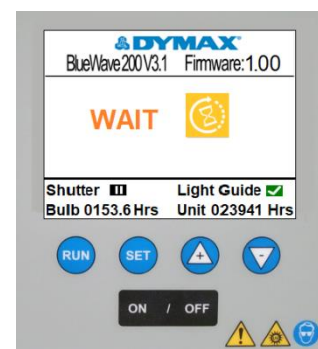 DYMAX
BlueWave 200 V3.1 Firmware: 1.00
WAIT
Shutter Light Guide
Bulb 0153.6 Hrs Unit 023941 Hrs
RUN SET + -
ON / OFF